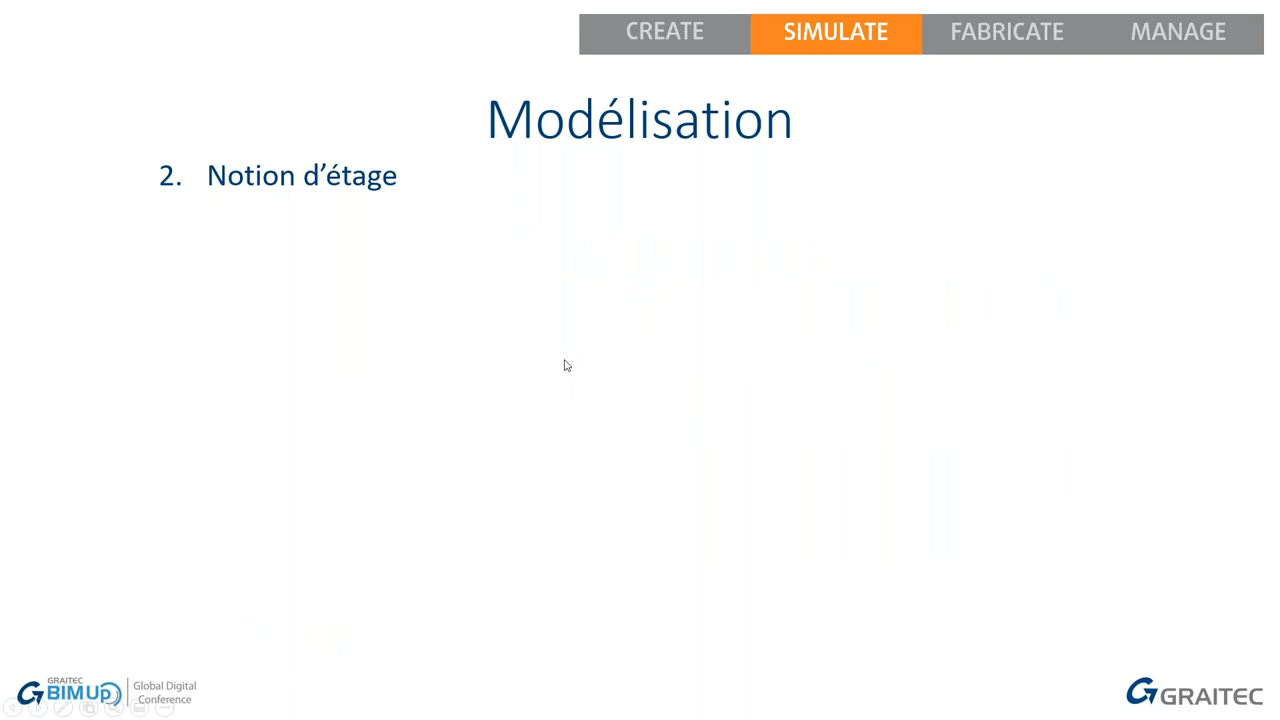 CREATE
SIMULATE
FABRICATE
MANAGE
Modélisation
2. Notion d’étage
GRAITEC
BIMUp
Global Digital
Conference
GRAITEC